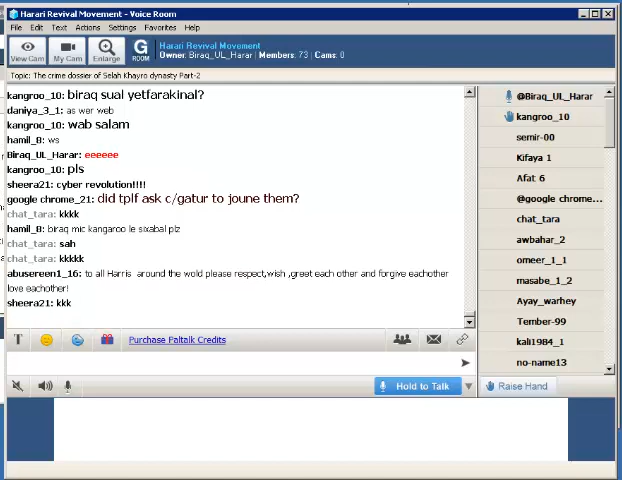 Harari Revival Movement - Voice Room
File Edit Text Actions Settings Favorites Help
View Cam My Cam Enlarge G ROOM
Harari Revival Movement
Owner: Biraq_UL_Harar | Members: 73 | Cams: 0
Topic: The crime dossier of Selah Khayro dynasty Part-2
kangroo_10: biraq sual yetfarakinal?
daniya_3_1: as wer web
kangroo_10: wab salam
hamil_8: ws
Biraq_UL_Harar: eeeeee
kangroo_10: pls
sheera21: cyber revolution!!!!
google chrome_21: did tplf ask c/gatur to joune them?
chat_tara: kkkk
hamil_8: biraq mic kangaroo le sixabal plz
chat_tara: sah
chat_tara: kkkkk
abusereen1_16: to all Harris around the wold please respect,wish ,greet each other and forgive eachother
love eachother!
sheera21: kkk
@Biraq_UL_Harar
kangroo_10
semir-00
Kifaya 1
Afat 6
@google chrome...
chat_tara
awbahar_2
omeer_1_1
masabe_1_2
Ayay_warhey
Tember-99
kali1984_1
no-name13
T Purchase Paltalk Credits
Hold to Talk Raise Hand